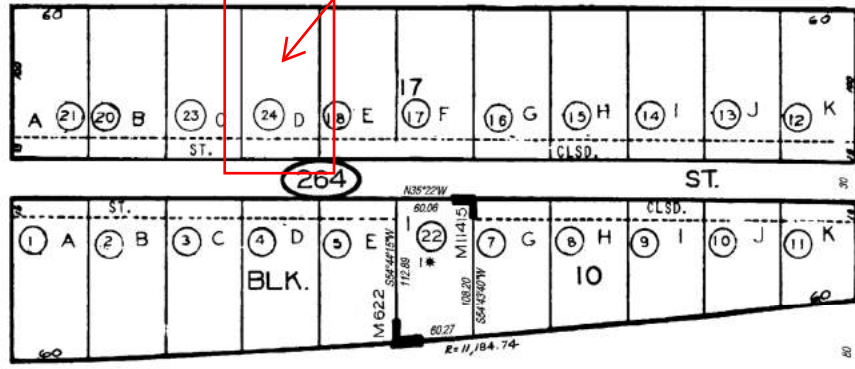 60 60
17
A 21 20 B 23 C 24 D 18 E 17 F 16 G 15 H 14 I 13 J 12 K
ST. CLSD.
264 ST. 30
N35°22'W
ST. 60.06 CLSD.
1 A 2 B 3 C 4 D 5 E 22 7 G 8 H 9 I 10 J 11 K
1*
BLK. 10
S54°44'15"W
112.89
M11415
108.20
S54°43'40"W
M622
60 60.27 60
R=11,184.74
80